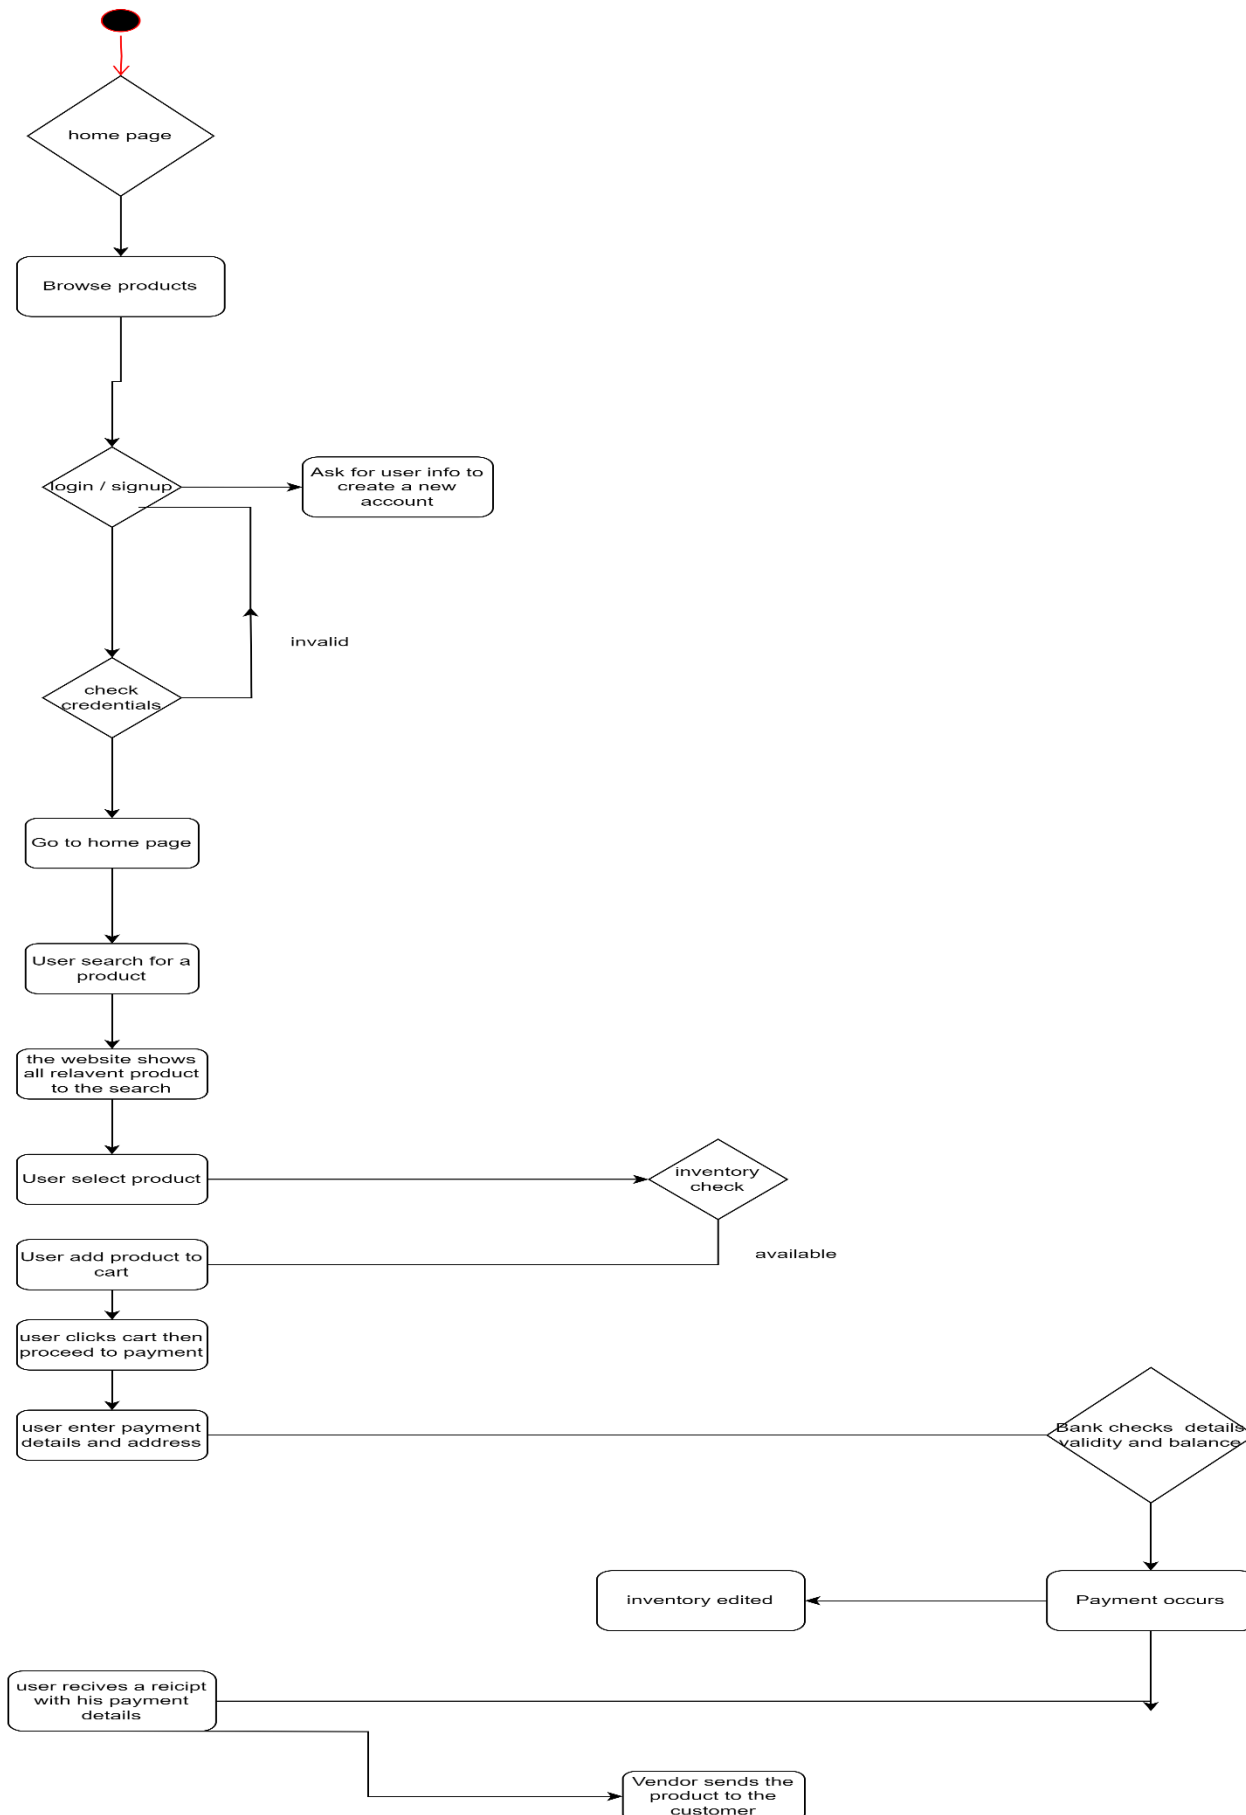 home page
Browse products
login / signup
Ask for user info to
create a new
account
invalid
check
credentials
Go to home page
User search for a
product
the website shows
all relavent product
to the search
User select product
inventory
check
User add product to
cart
available
user clicks cart then
proceed to payment
user enter payment
details and address
Bank checks  details
validity and balance
inventory edited
Payment occurs
user recives a reicipt
with his payment
details
Vendor sends the
product to the
customer